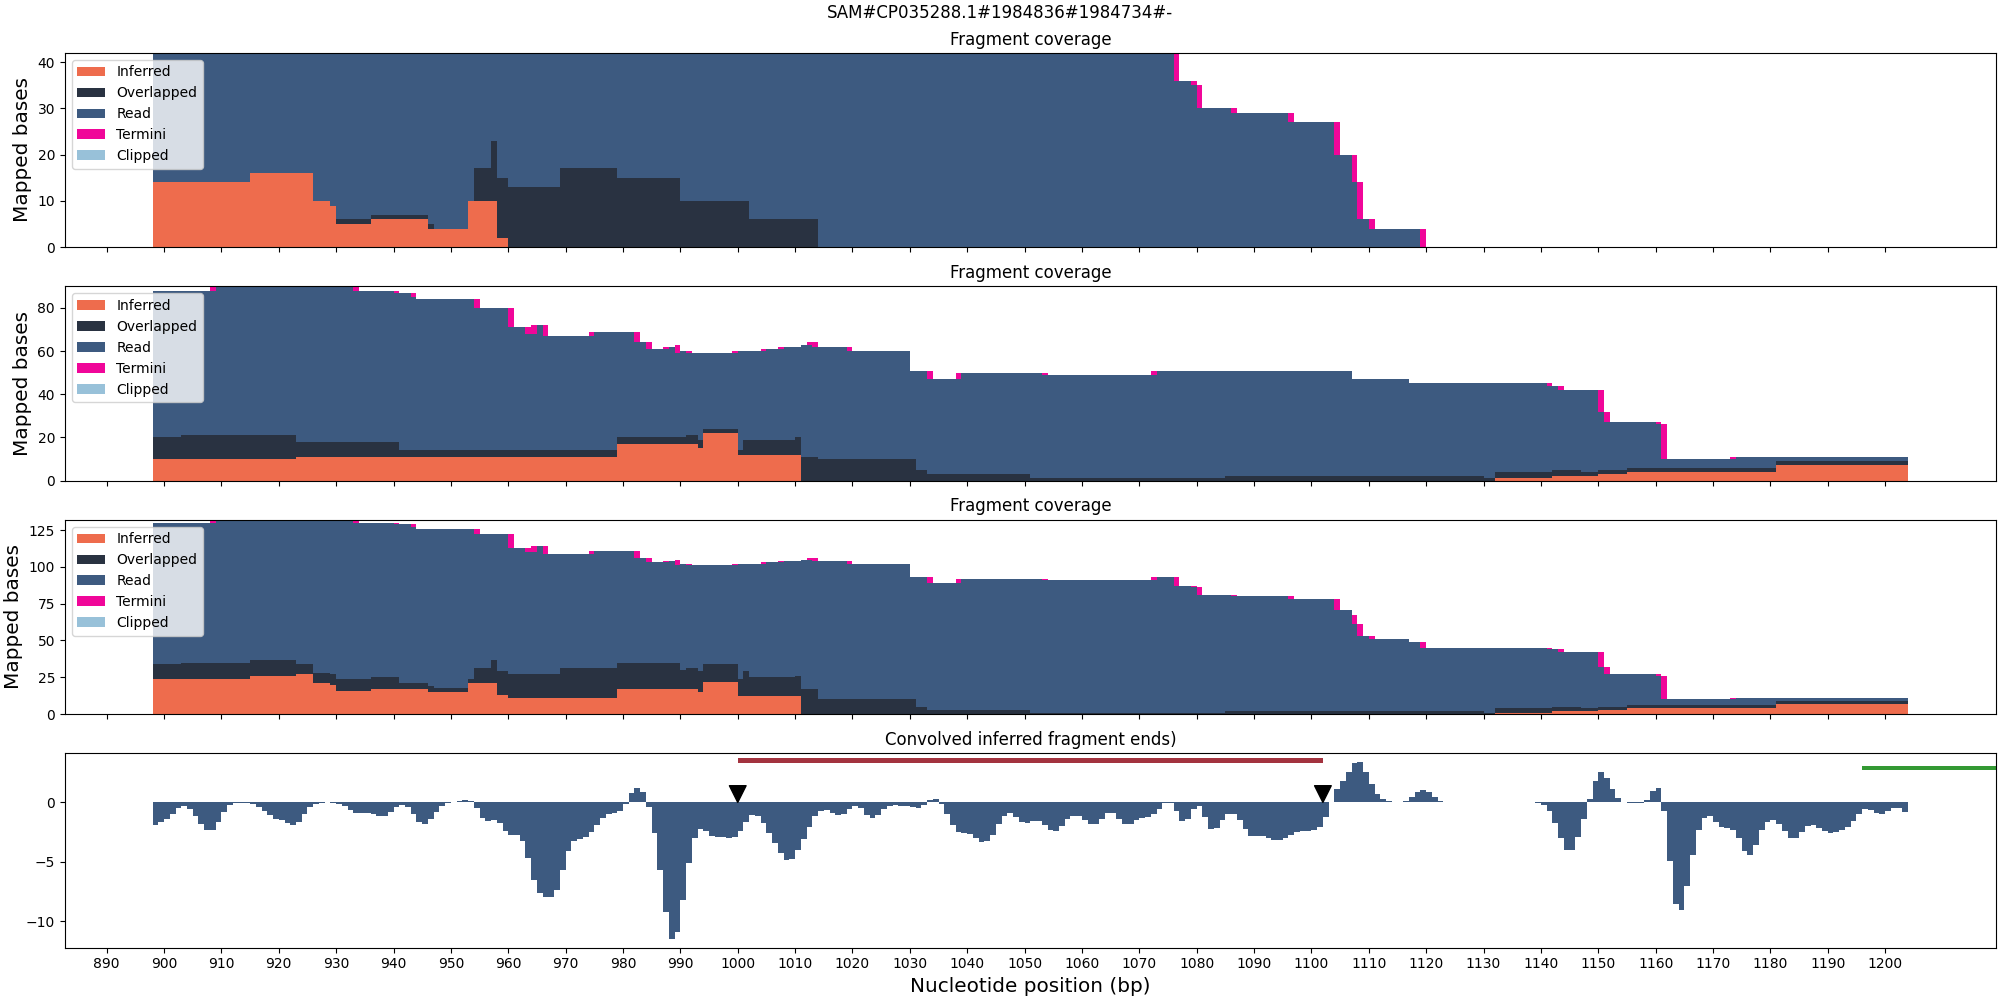 SAM#CP035288.1#1984836#1984734#-
Fragment coverage
Mapped bases
40
30
20
10
0
Inferred
Overlapped
Read
Termini
Clipped
Fragment coverage
Mapped bases
80
60
40
20
0
Inferred
Overlapped
Read
Termini
Clipped
Fragment coverage
Mapped bases
125
100
75
50
25
0
Inferred
Overlapped
Read
Termini
Clipped
Convolved inferred fragment ends)
0
−5
−10
890 900 910 920 930 940 950 960 970 980 990 1000 1010 1020 1030 1040 1050 1060 1070 1080 1090 1100 1110 1120 1130 1140 1150 1160 1170 1180 1190 1200
Nucleotide position (bp)